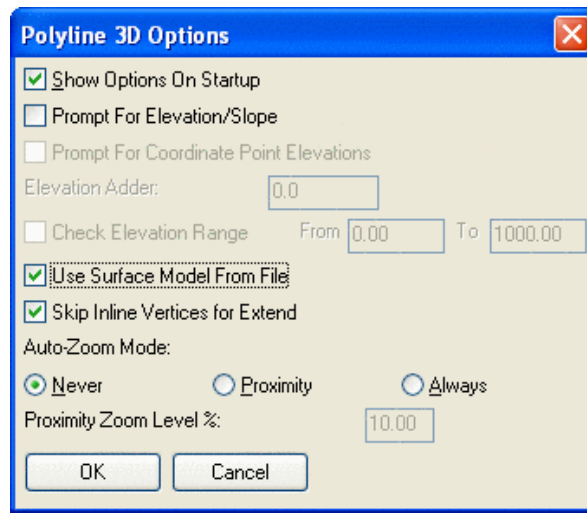 Polyline 3D Options
Show Options On Startup
Prompt For Elevation/Slope
Prompt For Coordinate Point Elevations
Elevation Adder: 0.0
Check Elevation Range From 0.00 To 1000.00
Use Surface Model From File
Skip Inline Vertices for Extend
Auto-Zoom Mode:
Never Proximity Always
Proximity Zoom Level %: 10.00
OK Cancel